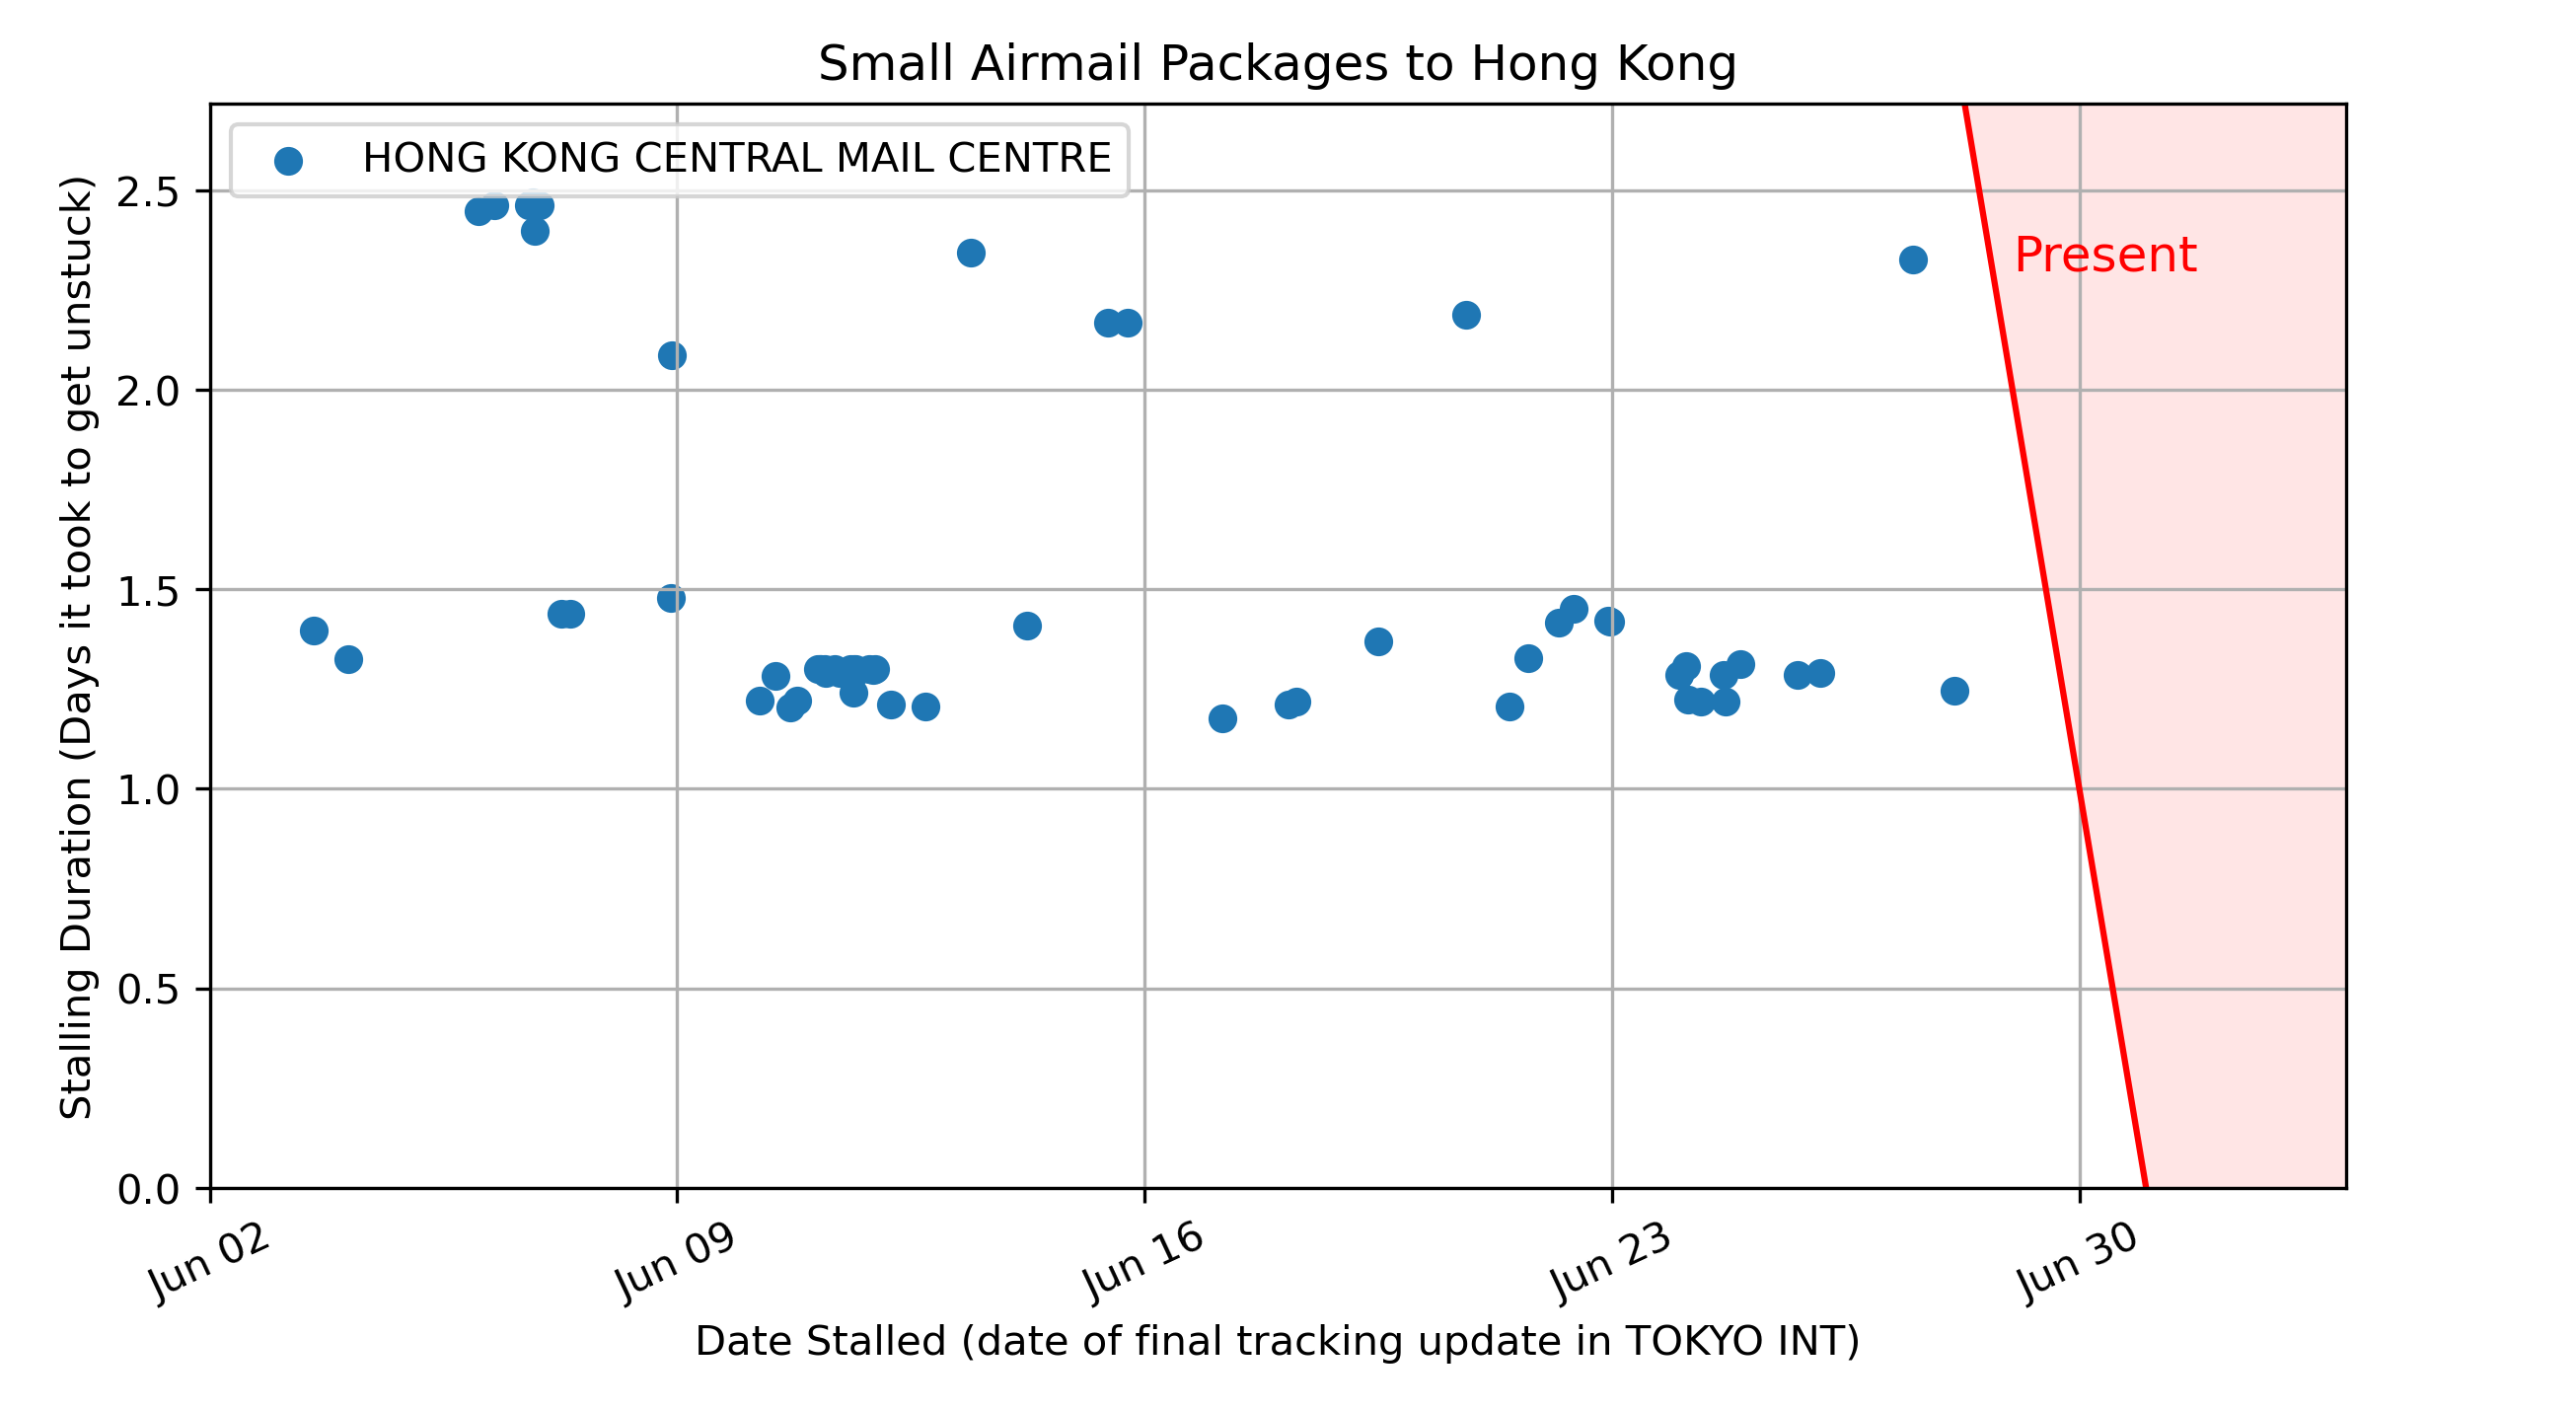 Small Airmail Packages to Hong Kong
HONG KONG CENTRAL MAIL CENTRE
Present
Stalling Duration (Days it took to get unstuck)
2.5
2.0
1.5
1.0
0.5
0.0
Jun 02
Jun 09
Jun 16
Jun 23
Jun 30
Date Stalled (date of final tracking update in TOKYO INT)